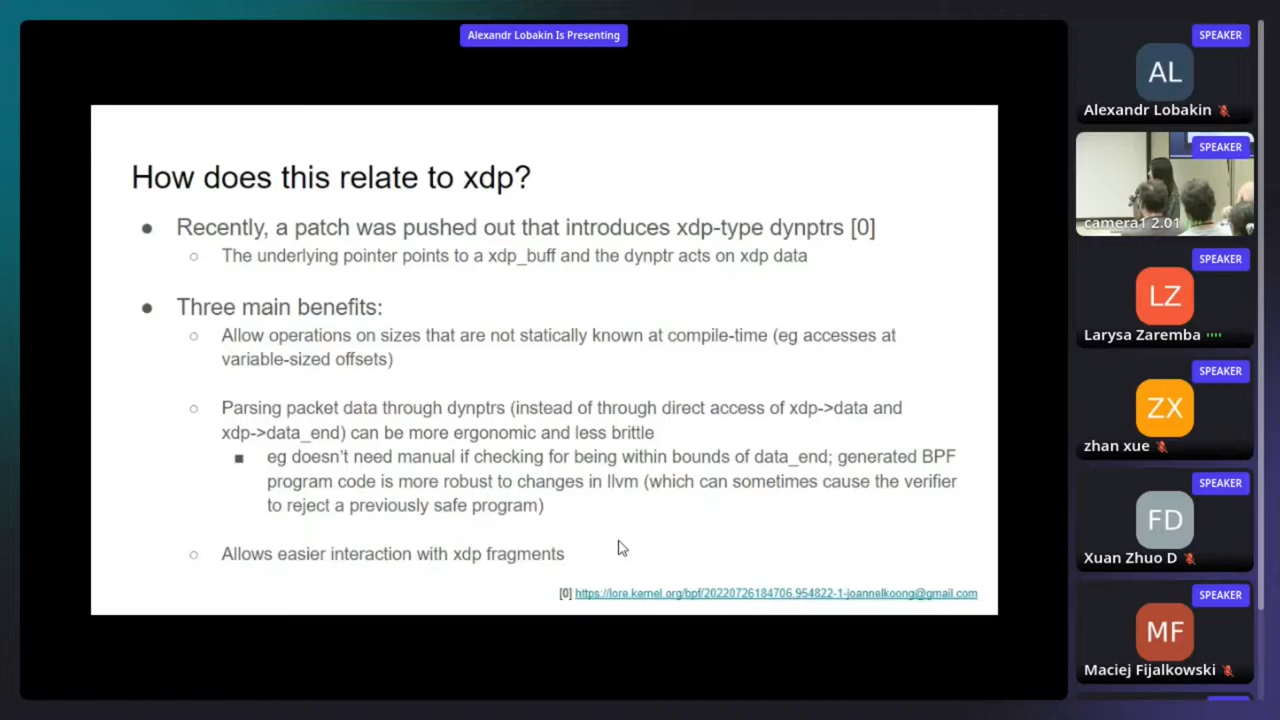 Alexandr Lobakin Is Presenting
How does this relate to xdp?
● Recently, a patch was pushed out that introduces xdp-type dynptrs [0]
○ The underlying pointer points to a xdp_buff and the dynptr acts on xdp data
● Three main benefits:
○ Allow operations on sizes that are not statically known at compile-time (eg accesses at
variable-sized offsets)
○ Parsing packet data through dynptrs (instead of through direct access of xdp->data and
xdp->data_end) can be more ergonomic and less brittle
■ eg doesn't need manual if checking for being within bounds of data_end; generated BPF
program code is more robust to changes in llvm (which can sometimes cause the verifier
to reject a previously safe program)
○ Allows easier interaction with xdp fragments
[0] https://lore.kernel.org/bpf/20220726184706.954822-1-joannelkoong@gmail.com
SPEAKER
AL
Alexandr Lobakin
SPEAKER
camera1 2.01
SPEAKER
LZ
Larysa Zaremba
SPEAKER
ZX
zhan xue
SPEAKER
FD
Xuan Zhuo D
SPEAKER
MF
Maciej Fijalkowski